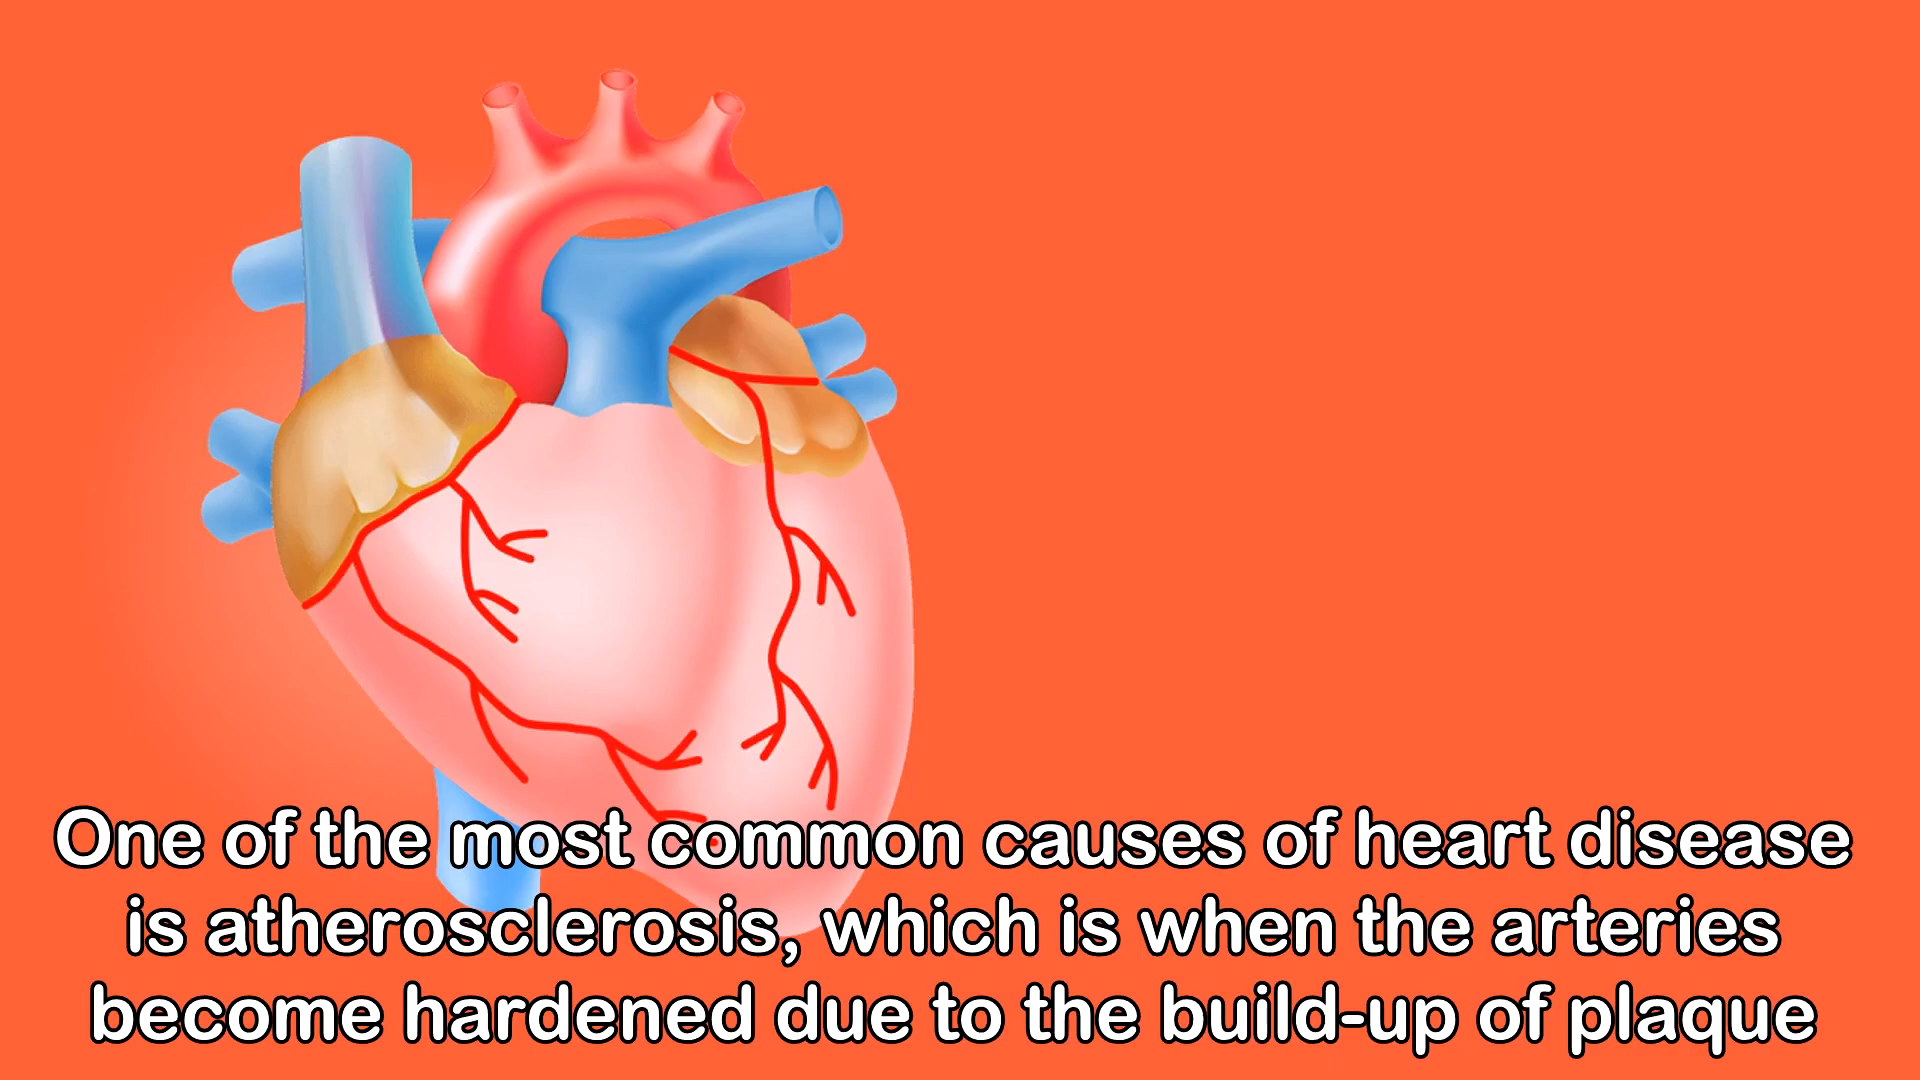 One of the most common causes of heart disease
is atherosclerosis, which is when the arteries
become hardened due to the build-up of plaque